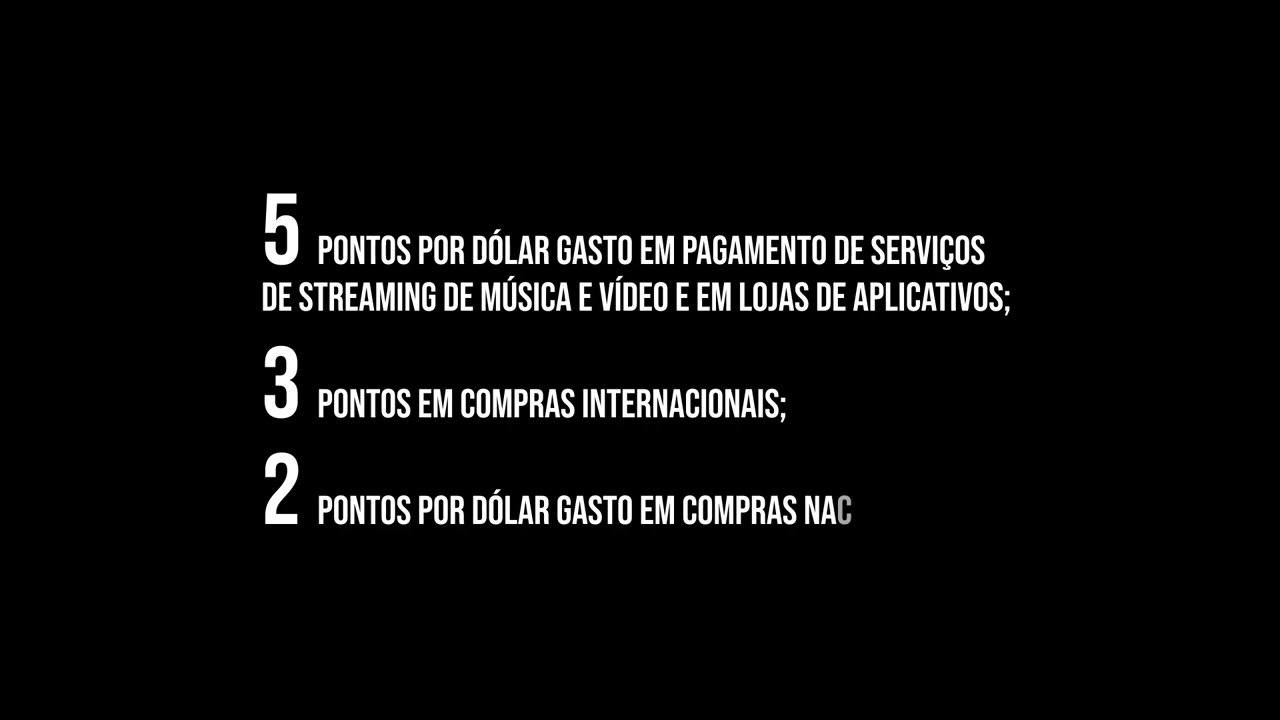 5 PONTOS POR DÓLAR GASTO EM PAGAMENTO DE SERVIÇOS
DE STREAMING DE MÚSICA E VÍDEO E EM LOJAS DE APLICATIVOS;
3 PONTOS EM COMPRAS INTERNACIONAIS;
2 PONTOS POR DÓLAR GASTO EM COMPRAS NAC